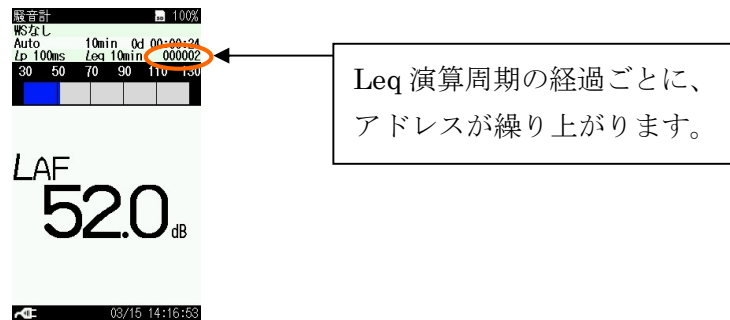 騒音計 100%
WSなし
Auto 10min 0d 00:00:24
Lp 100ms Leq 10min 000002
30 50 70 90 110 130
LAF
52.0 dB
03/15 14:16:53
Leq 演算周期の経過ごとに、
アドレスが繰り上がります。